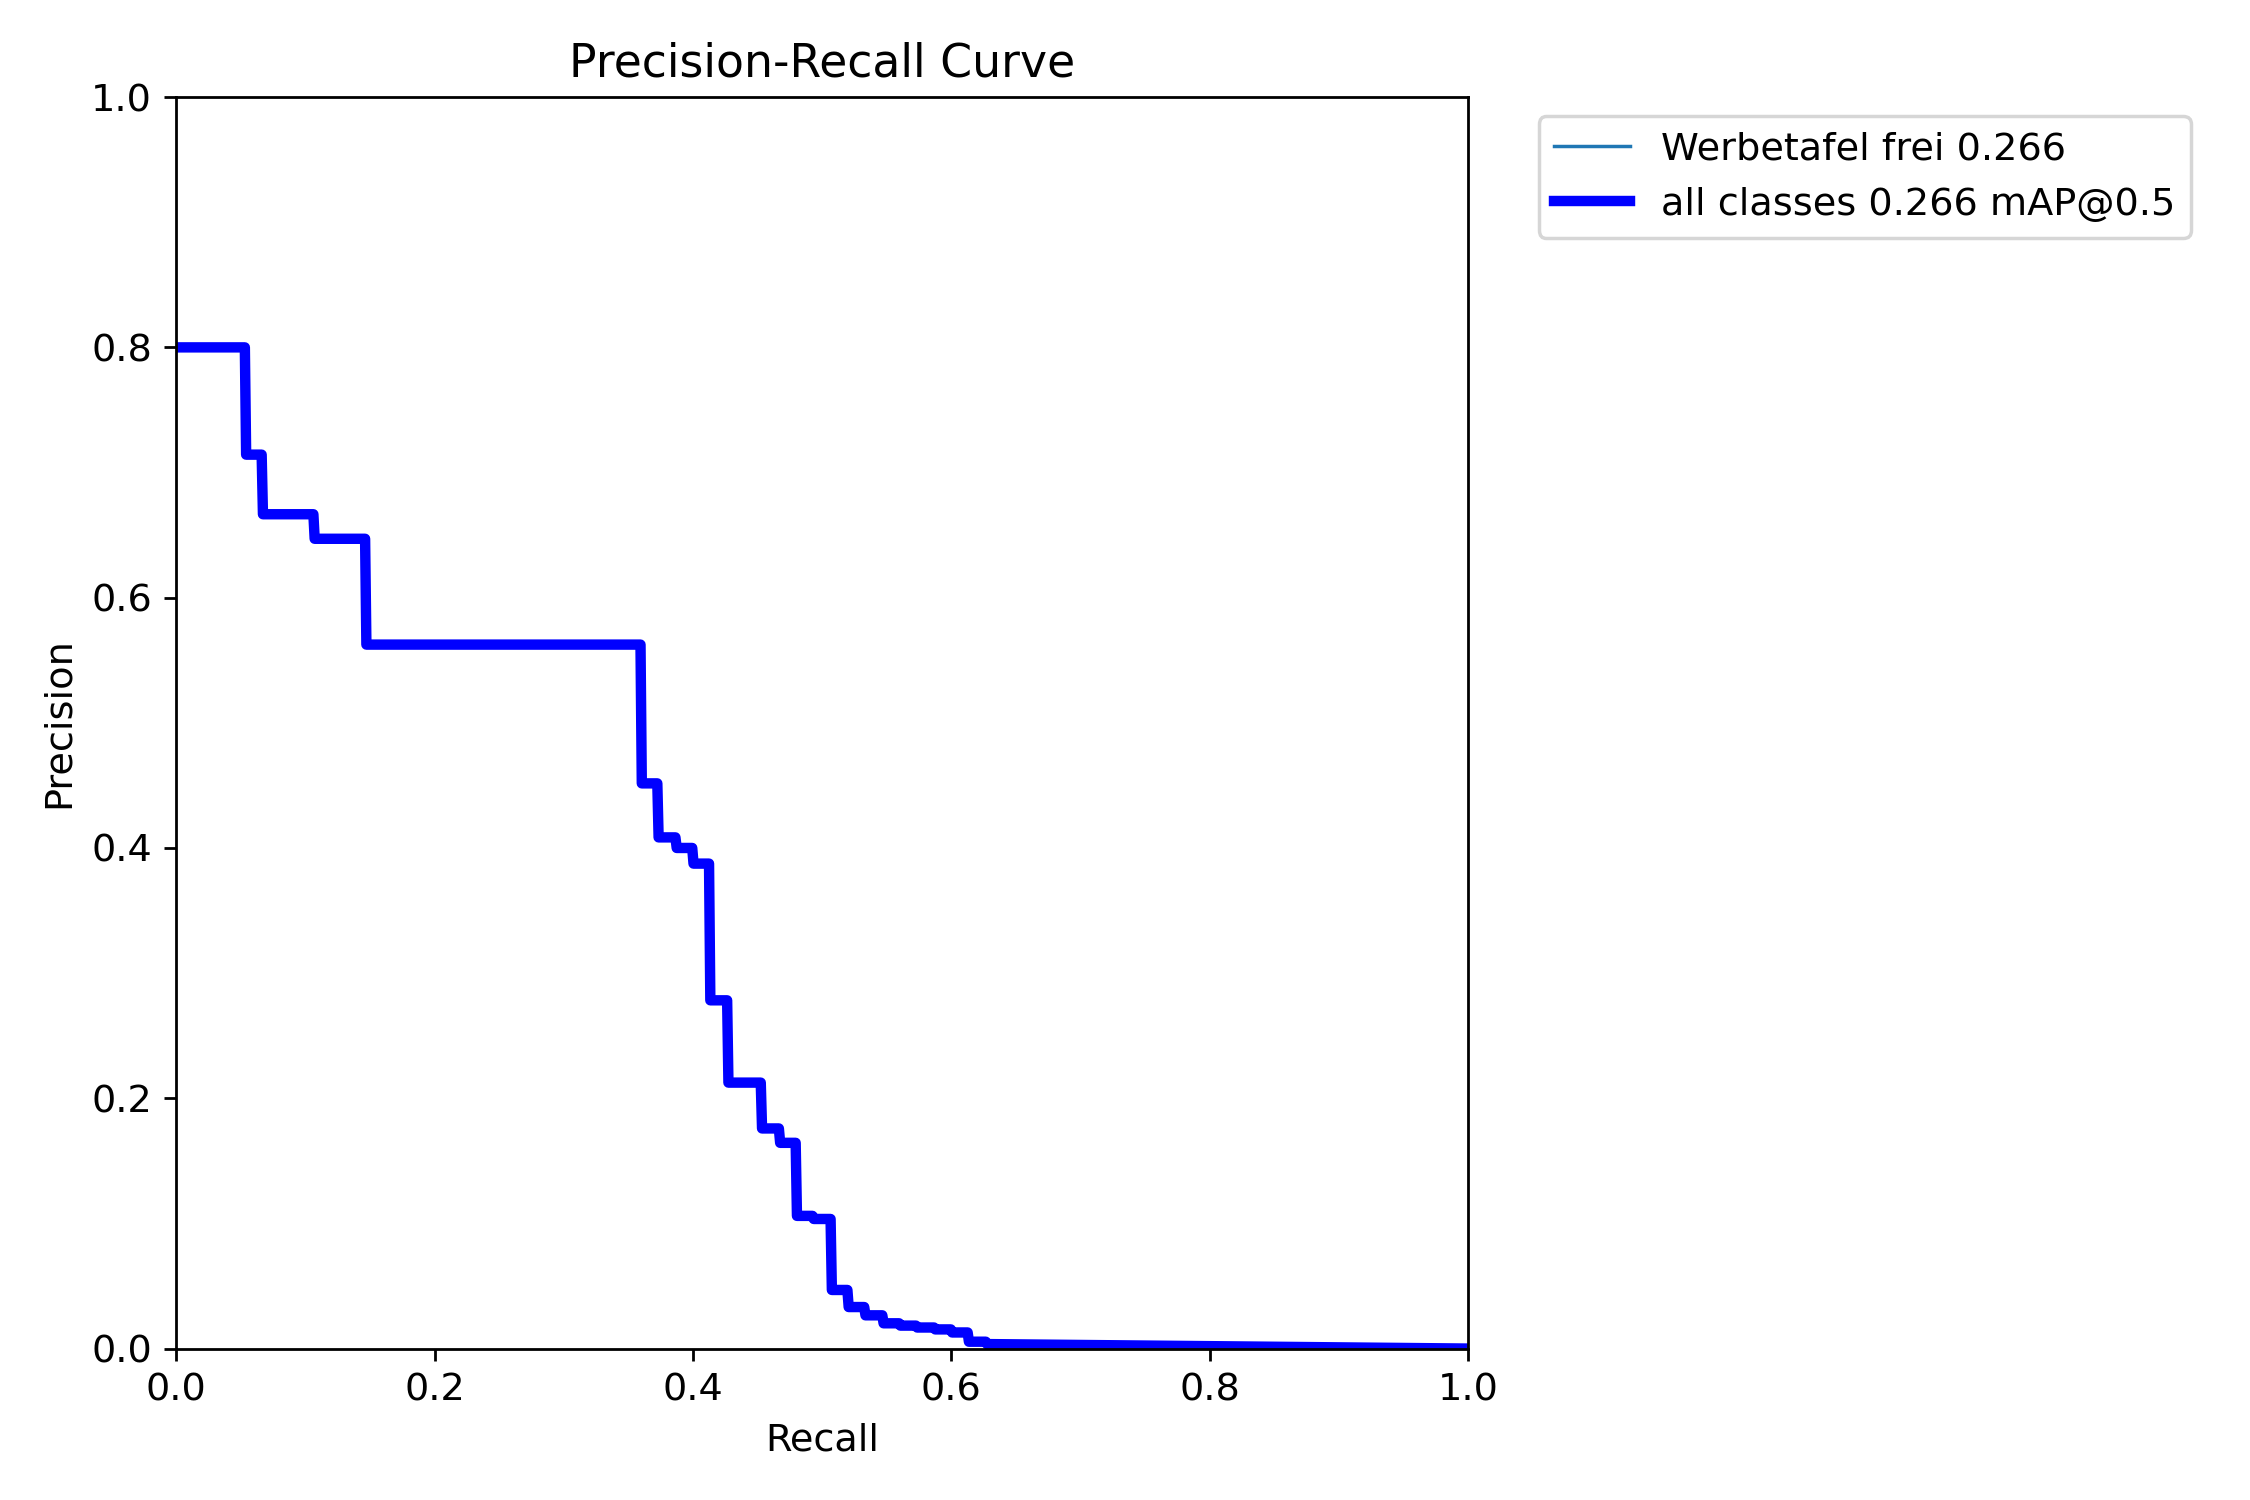 Precision-Recall Curve
1.0
0.8
0.6
0.4
0.2
0.0
Precision
0.0 0.2 0.4 0.6 0.8 1.0
Recall
Werbetafel frei 0.266
all classes 0.266 mAP@0.5